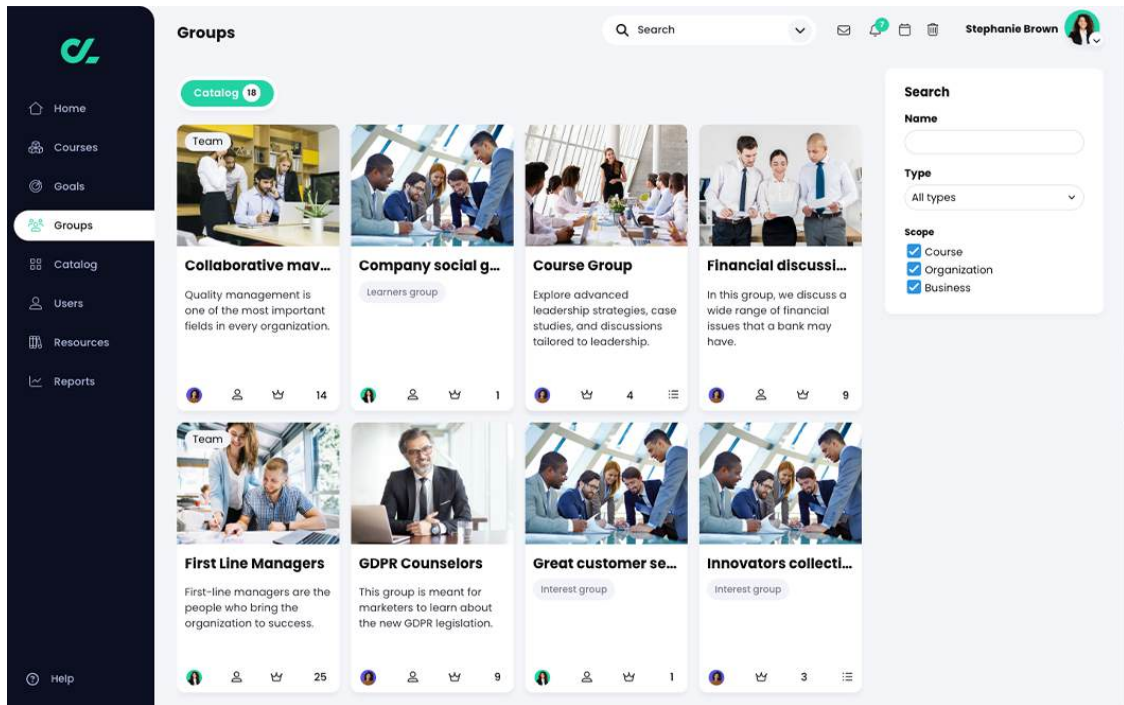 Groups
Search
7
Stephanie Brown
Home
Courses
Goals
Groups
Catalog
Users
Resources
Reports
Help
Catalog 18
Team
Collaborative mav...
Quality management is
one of the most important
fields in every organization.
14
Company social g...
Learners group
1
Course Group
Explore advanced
leadership strategies, case
studies, and discussions
tailored to leadership.
4
Financial discussi...
In this group, we discuss a
wide range of financial
issues that a bank may
have.
9
Team
First Line Managers
First-line managers are the
people who bring the
organization to success.
25
GDPR Counselors
This group is meant for
marketers to learn about
the new GDPR legislation.
9
Great customer se...
Interest group
1
Innovators collecti...
Interest group
3
Search
Name
Type
All types
Scope
Course
Organization
Business